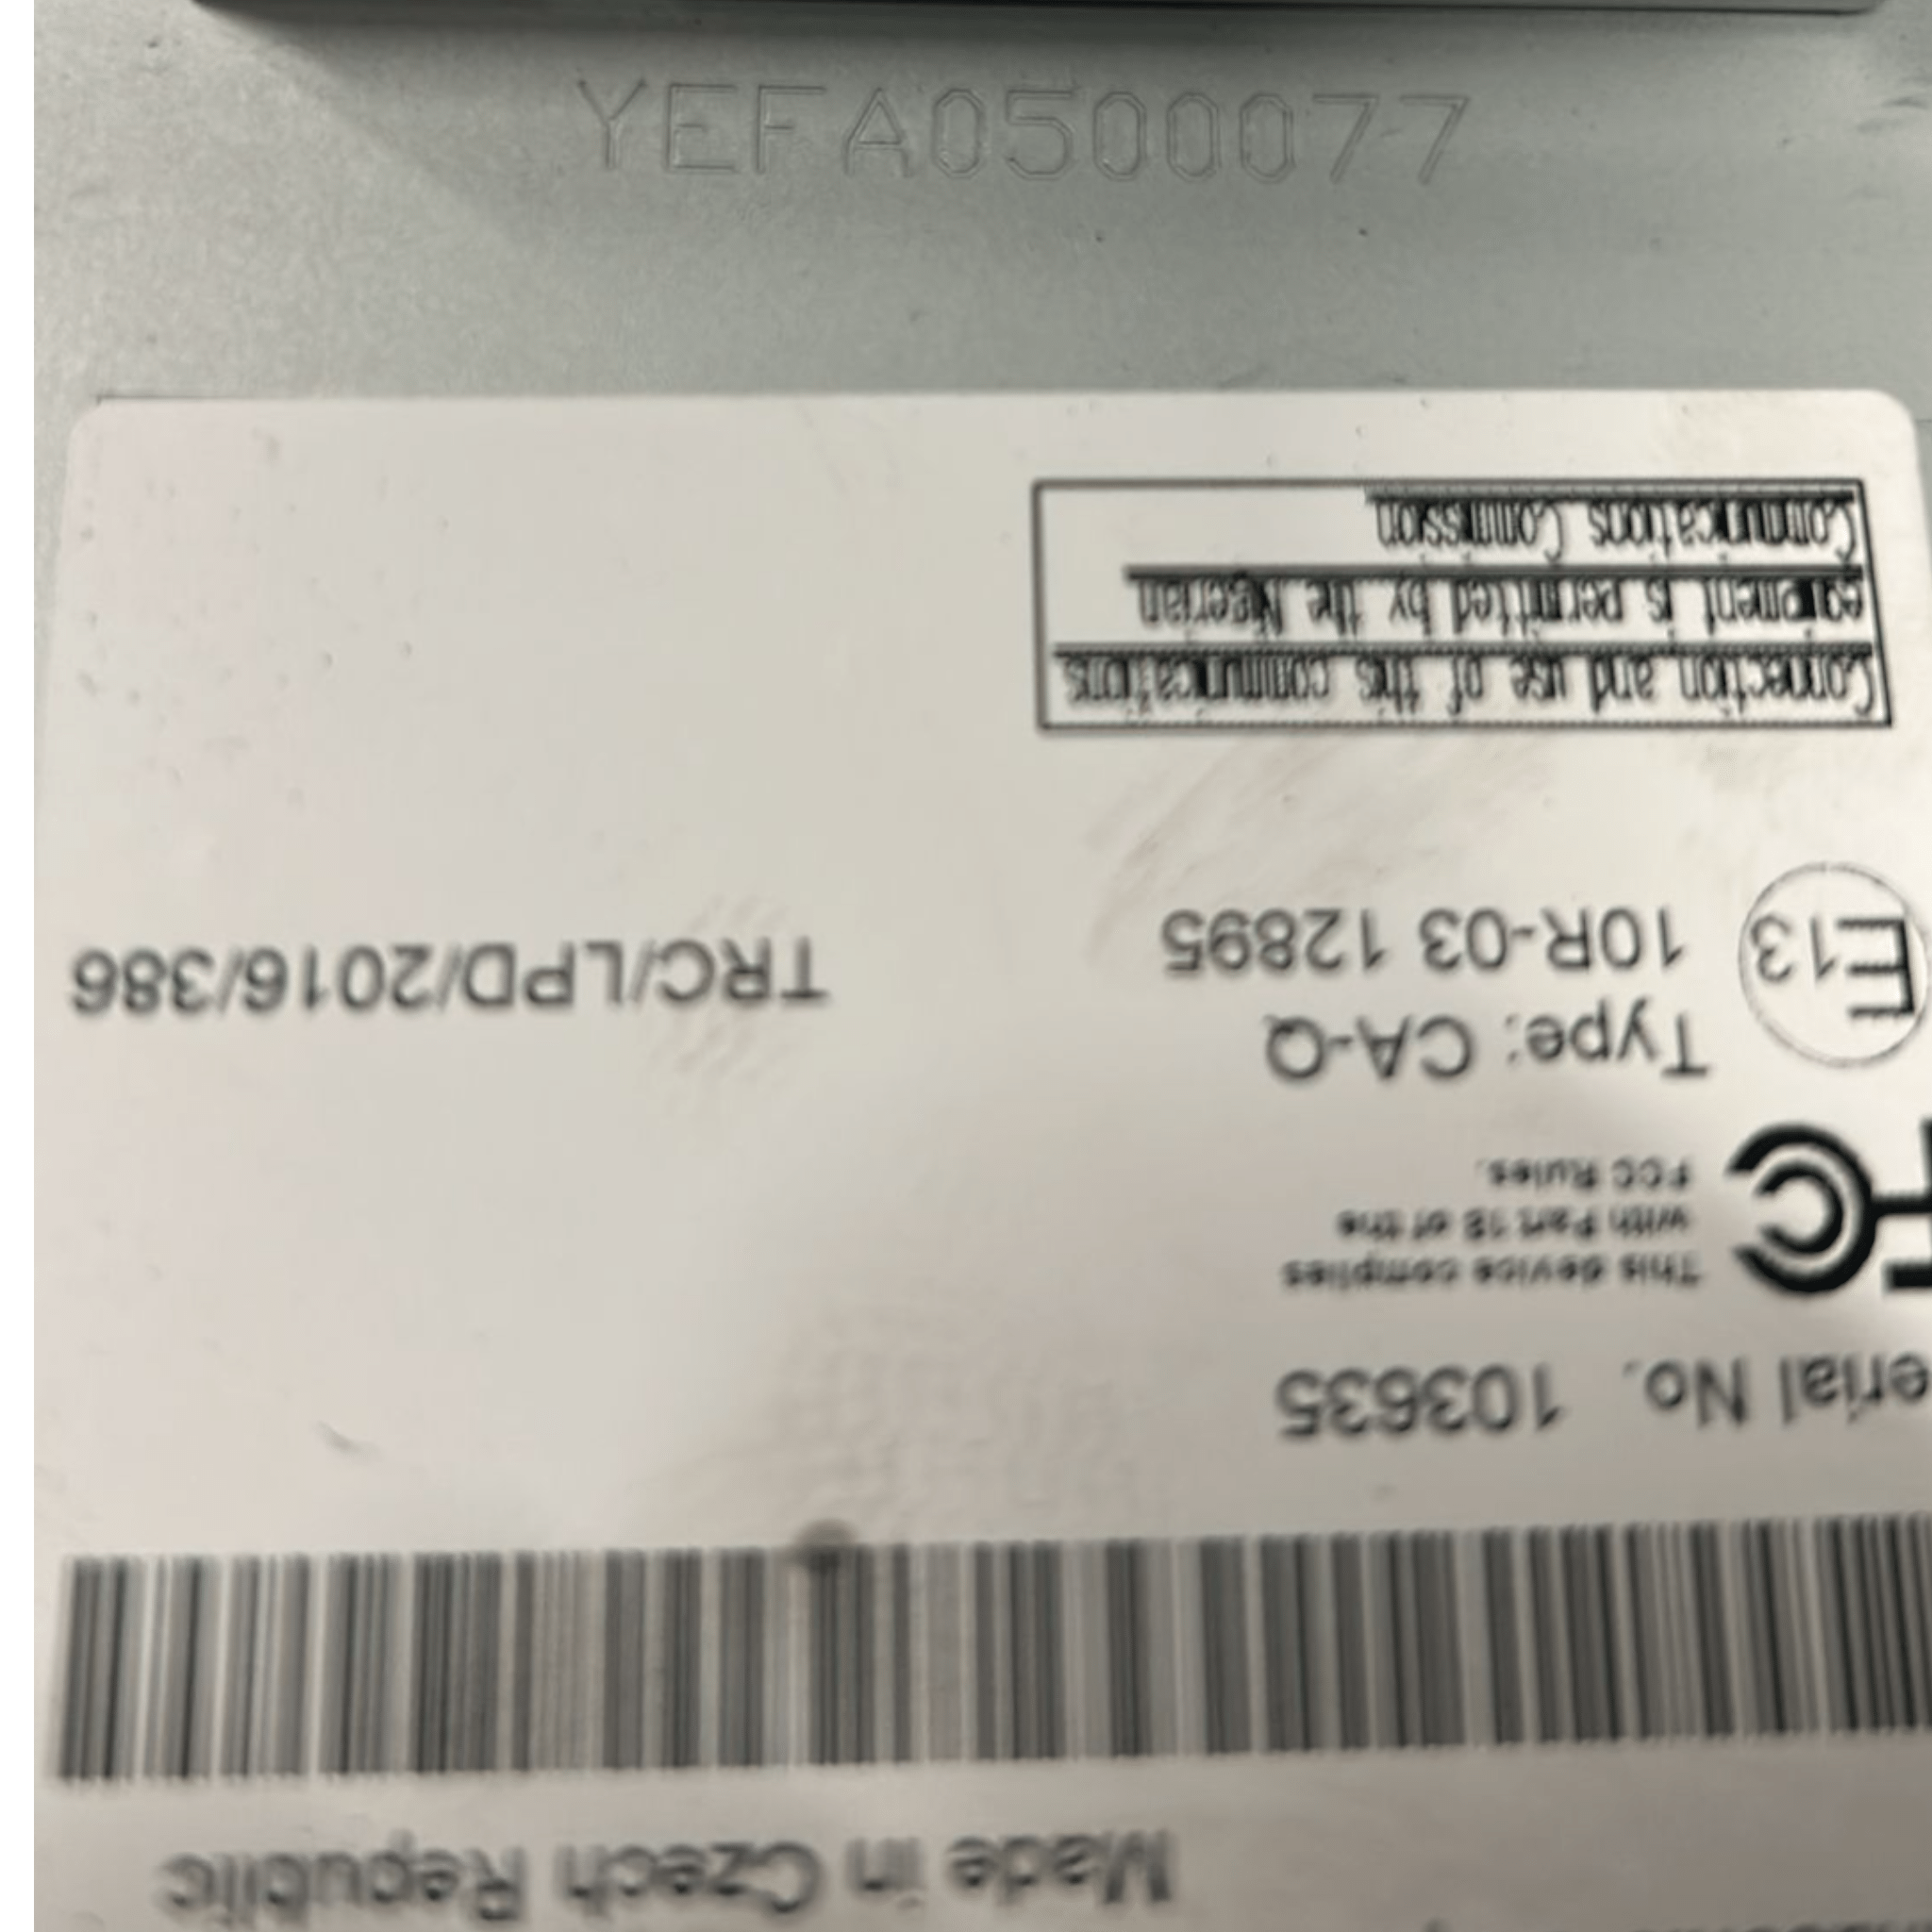 YEFA0500077
Made in Czech Republic
erial No. 103635
FC
This device complies
with Part 18 of the
FCC Rules.
Type: CA-Q
E13
10R-03 12895
TRC/LPD/2016/386
Connection and use of this communications
equipment is permitted by the Nigerian
Communications Commission